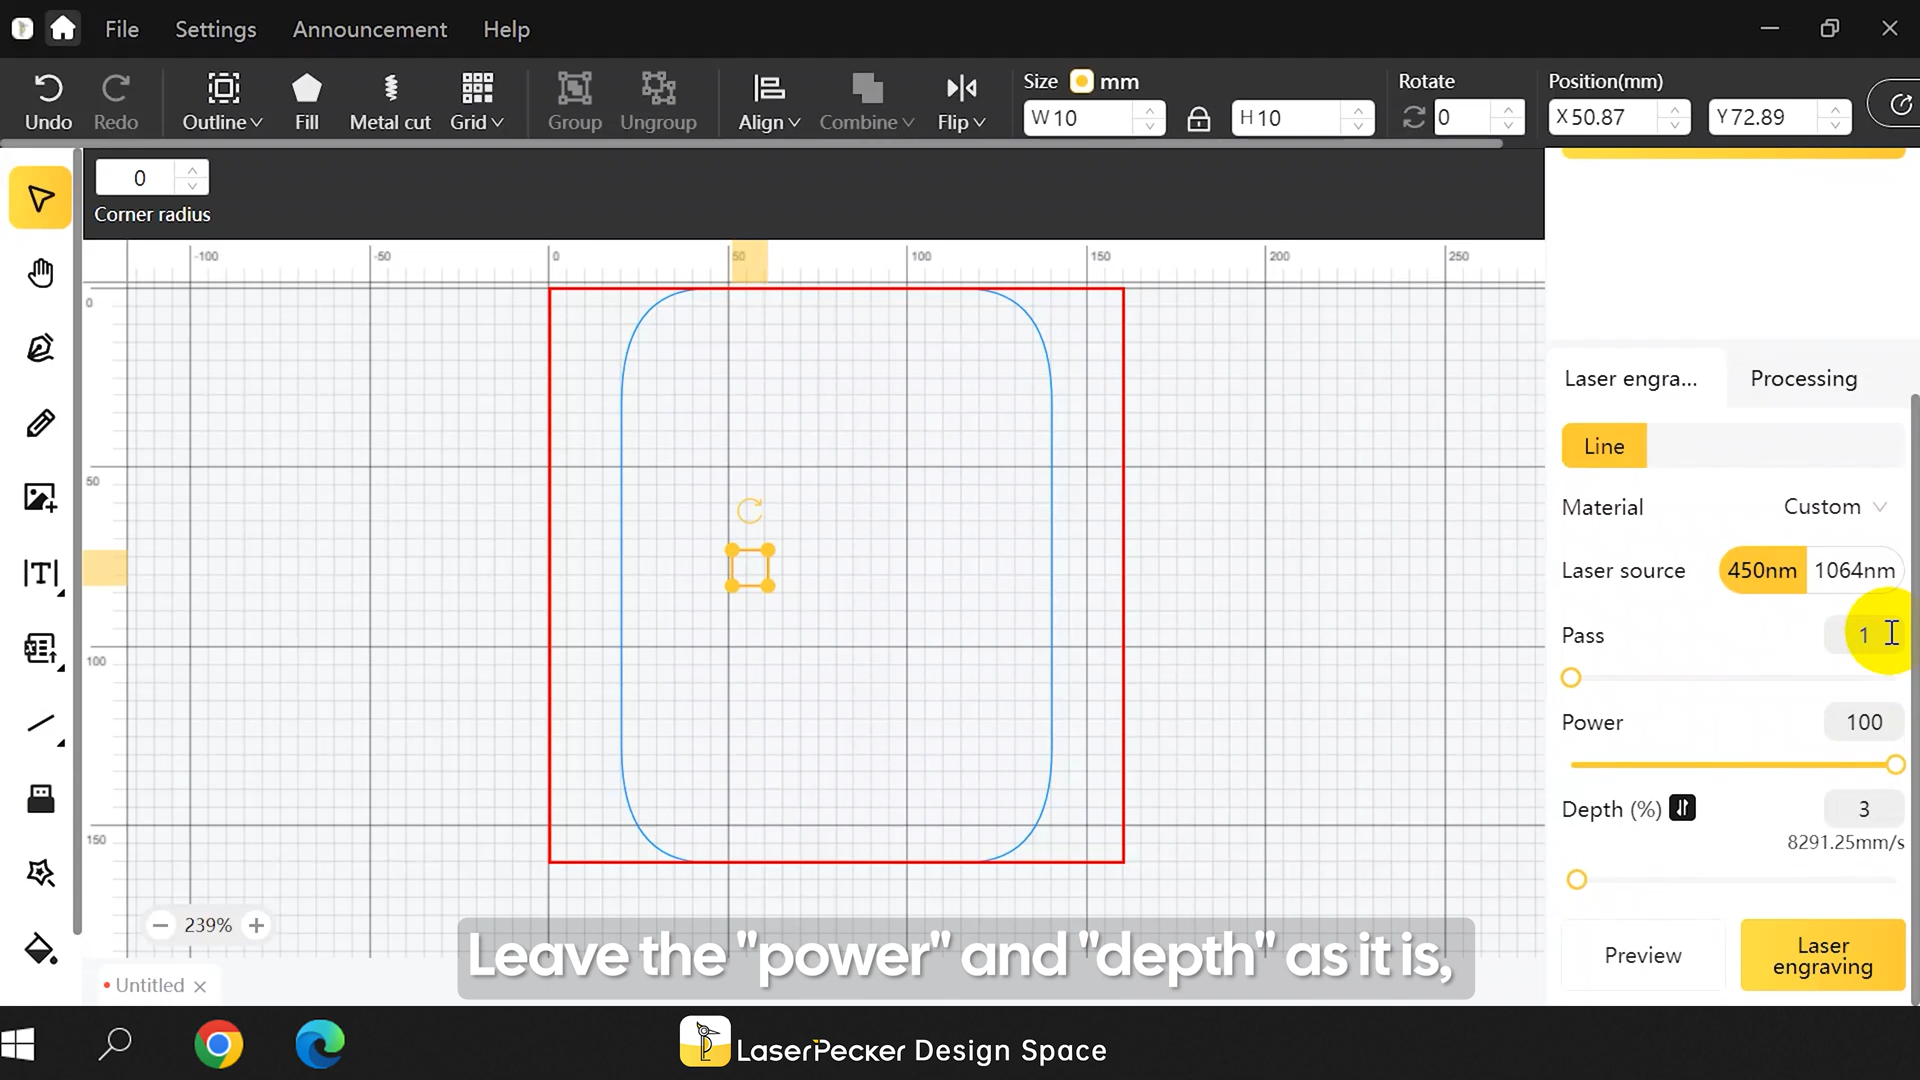 File
Settings
Announcement
Help
Undo
Redo
Outline
Fill
Metal cut
Grid
Group
Ungroup
Align
Combine
Flip
Size
mm
W 10
H 10
Rotate
0
Position(mm)
X 50.87
Y 72.89
0
Corner radius
-100
-50
0
50
100
150
200
250
0
50
100
150
Laser engra...
Processing
Line
Material
Custom
Laser source
450nm
1064nm
Pass
1
Power
100
Depth (%)
3
8291.25mm/s
239%
Preview
Laser
engraving
Leave the "power" and "depth" as it is,
Untitled
LaserPecker Design Space